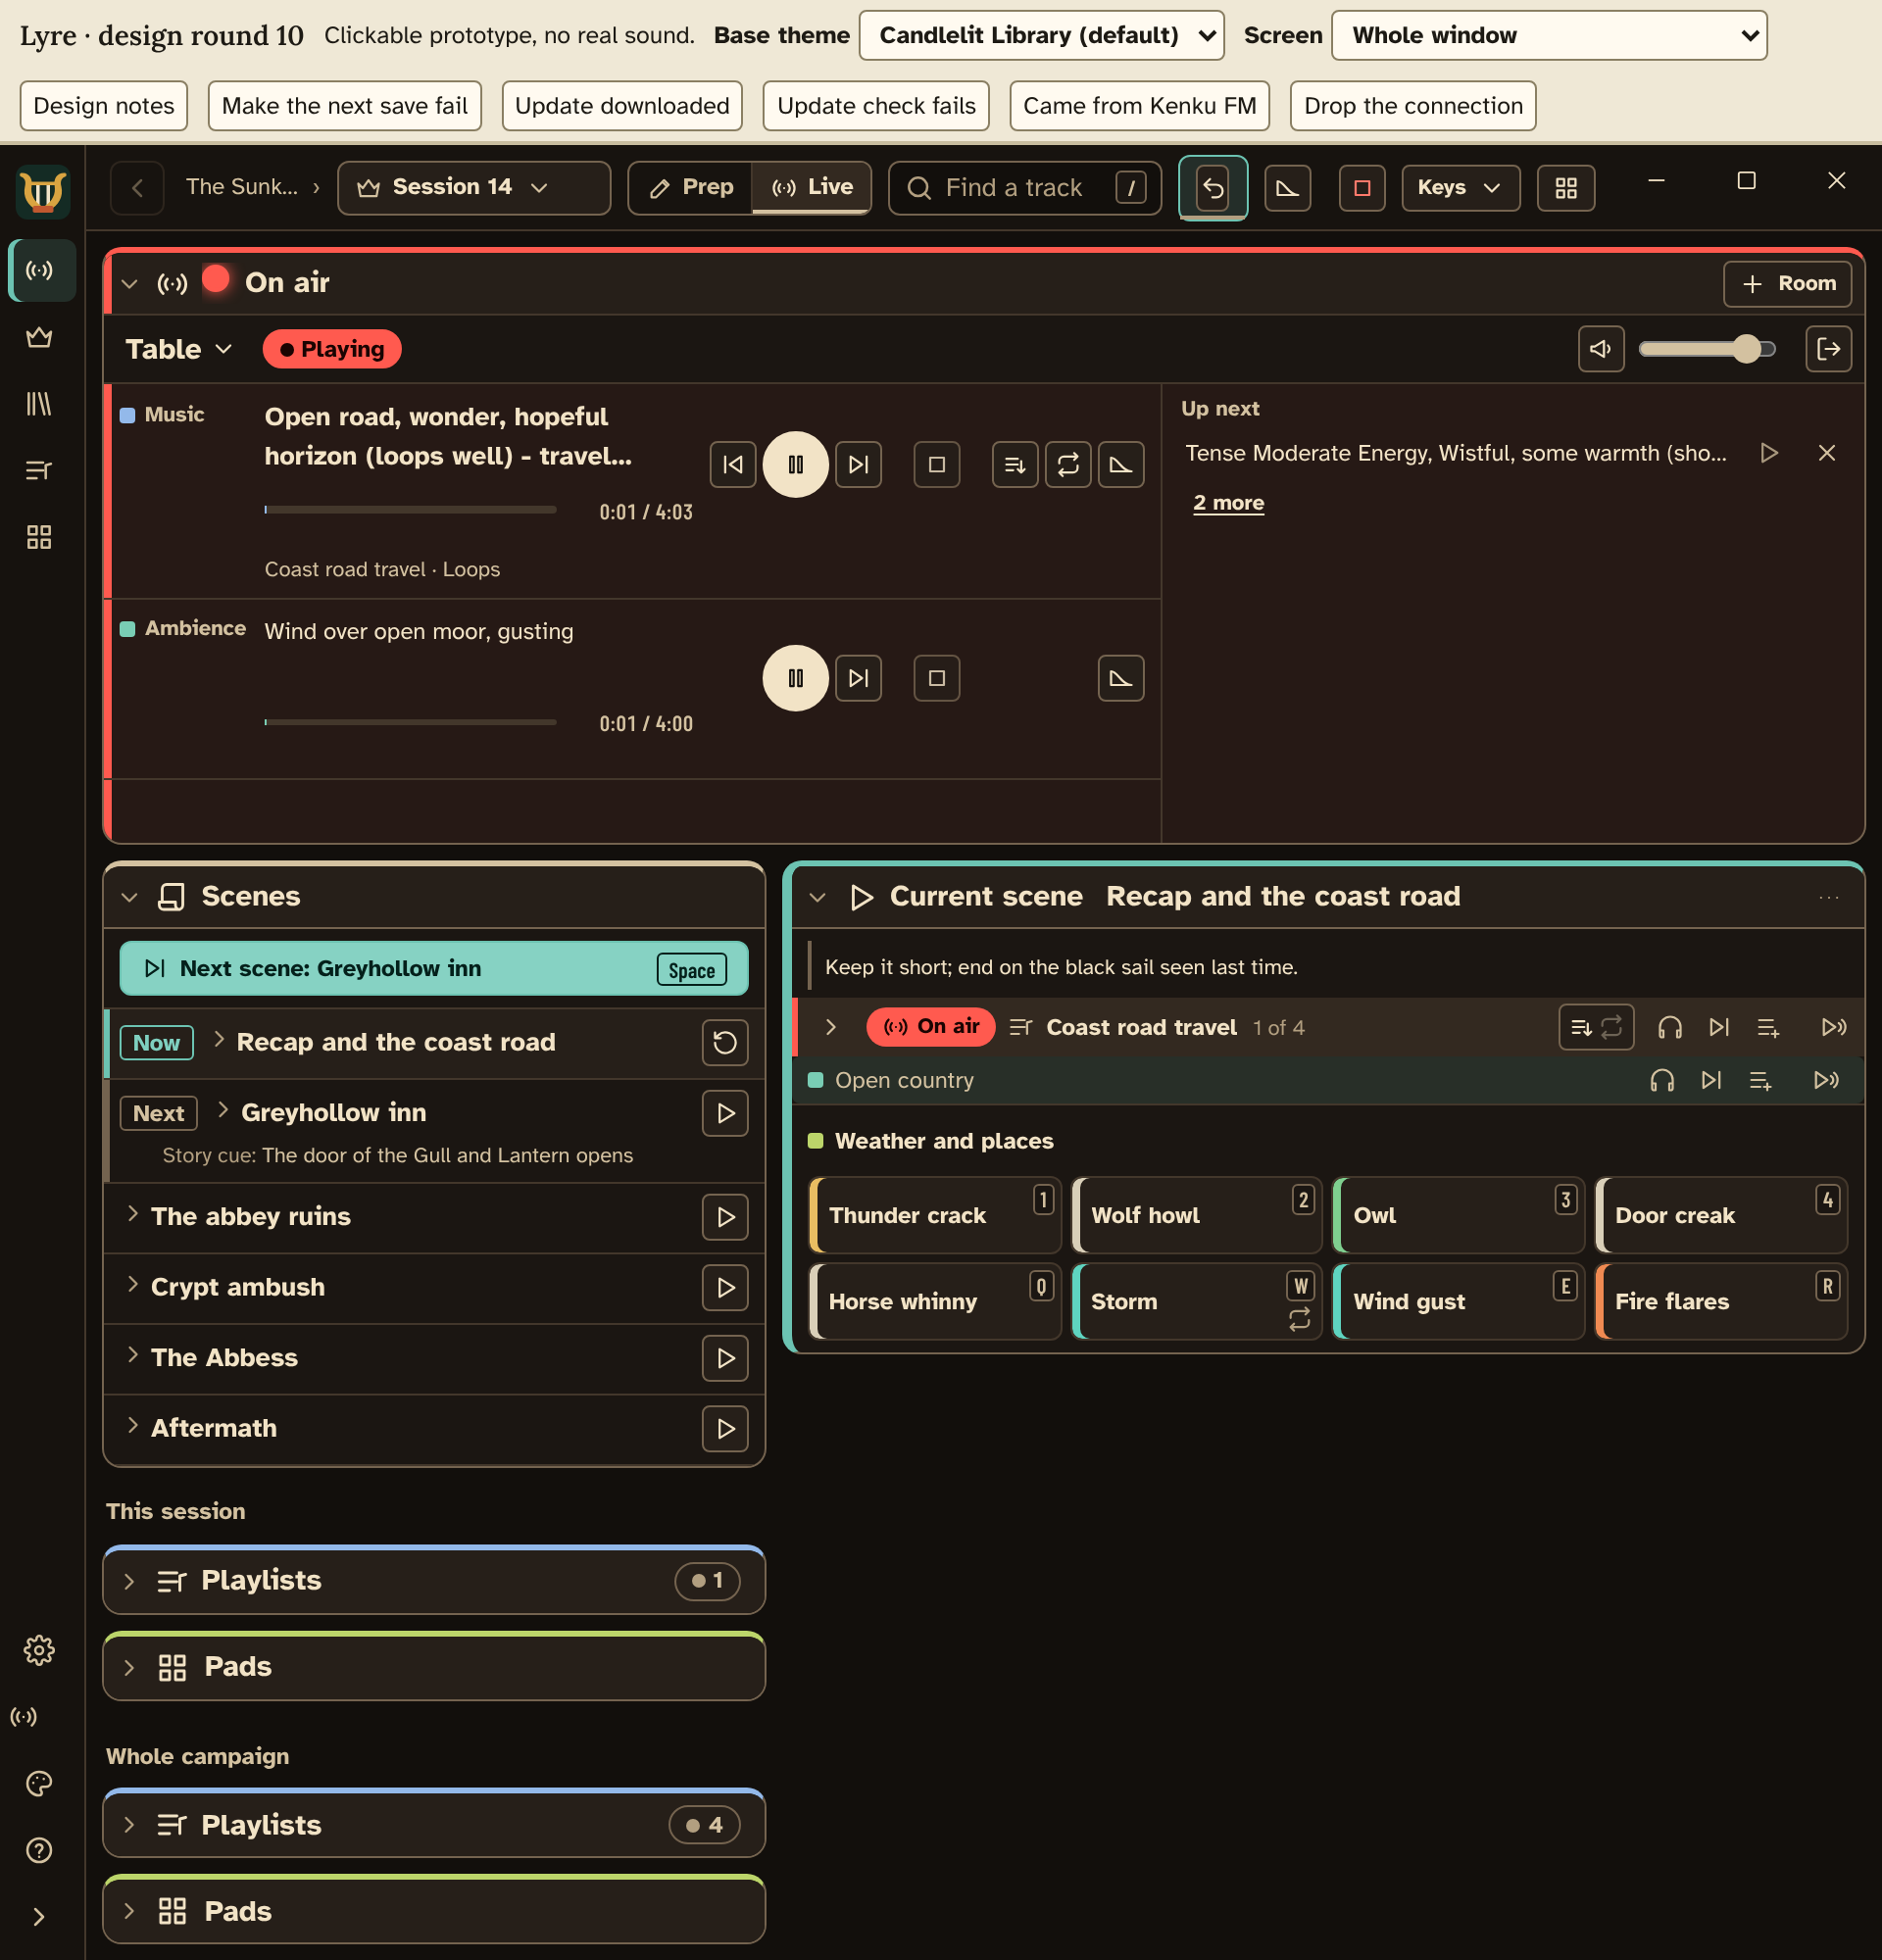 Lyre · design round 10 Clickable prototype, no real sound. Base theme Candlelit Library (default) Screen Whole window
Design notes Make the next save fail Update downloaded Update check fails Came from Kenku FM Drop the connection
The Sunk... › Session 14 Prep Live Find a track / Keys
On air Room
Table Playing
Music Open road, wonder, hopeful
horizon (loops well) - travel...
0:01 / 4:03
Coast road travel · Loops
Up next
Tense Moderate Energy, Wistful, some warmth (sho...
2 more
Ambience Wind over open moor, gusting
0:01 / 4:00
Scenes
Next scene: Greyhollow inn Space
Now Recap and the coast road
Next Greyhollow inn
Story cue: The door of the Gull and Lantern opens
The abbey ruins
Crypt ambush
The Abbess
Aftermath
Current scene Recap and the coast road ...
Keep it short; end on the black sail seen last time.
On air Coast road travel 1 of 4
Open country
Weather and places
Thunder crack 1 Wolf howl 2 Owl 3 Door creak 4
Horse whinny Q Storm W Wind gust E Fire flares R
This session
Playlists 1
Pads
Whole campaign
Playlists 4
Pads